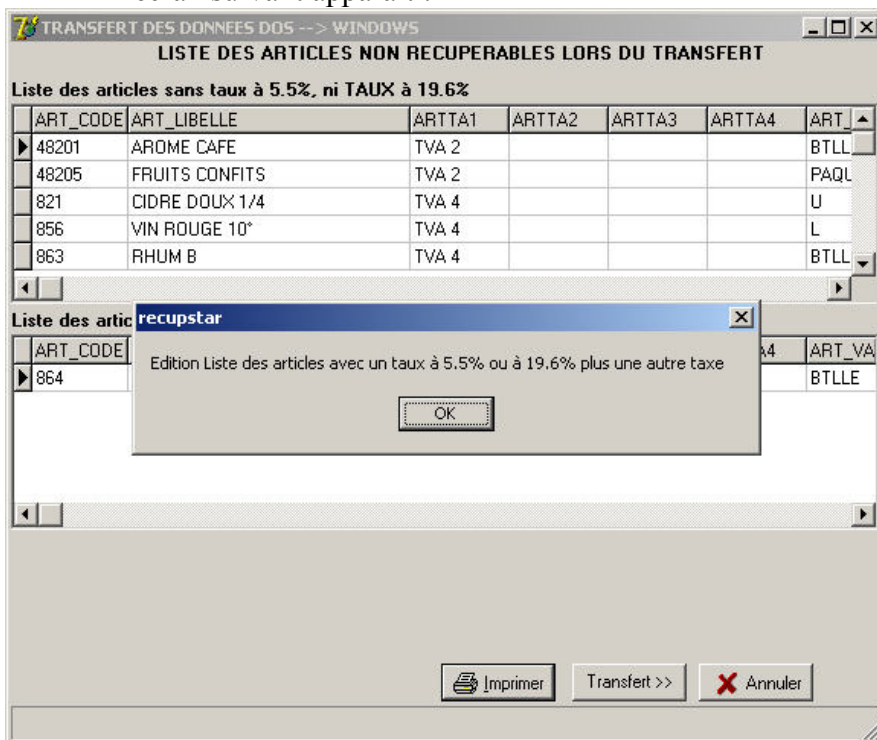 TRANSFERT DES DONNEES DOS --> WINDOWS
LISTE DES ARTICLES NON RECUPERABLES LORS DU TRANSFERT
Liste des articles sans taux à 5.5%, ni TAUX à 19.6%
ART_CODE ART_LIBELLE ARTTA1 ARTTA2 ARTTA3 ARTTA4 ART_
48201 AROME CAFE TVA 2 BTLL
48205 FRUITS CONFITS TVA 2 PAQU
821 CIDRE DOUX 1/4 TVA 4 U
856 VIN ROUGE 10° TVA 4 L
863 RHUM B TVA 4 BTLL
Liste des artic
recupstar
ART_CODE A4 ART_VA
Edition Liste des articles avec un taux à 5.5% ou à 19.6% plus une autre taxe
864 BTLLE
OK
Imprimer Transfert >> Annuler